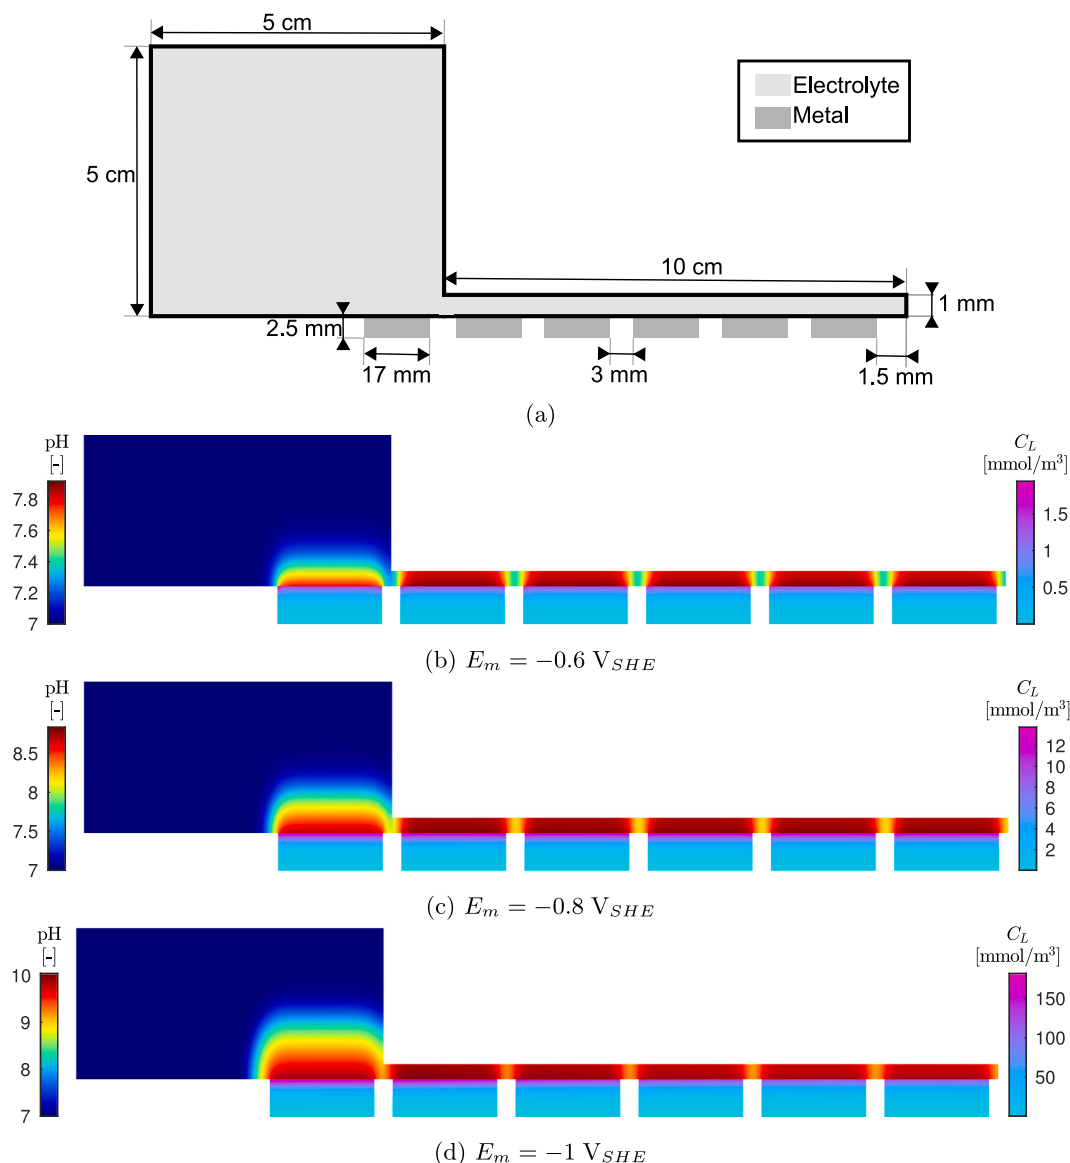 5 cm
Electrolyte
Metal
5 cm
10 cm
1 mm
2.5 mm
17 mm
3 mm
1.5 mm
(a)
pH
[-]
7.8
7.6
7.4
7.2
7
C_L
[mmol/m³]
1.5
1
0.5
(b) E_m = −0.6 V_SHE
pH
[-]
8.5
8
7.5
7
C_L
[mmol/m³]
12
10
8
6
4
2
(c) E_m = −0.8 V_SHE
pH
[-]
10
9
8
7
C_L
[mmol/m³]
150
100
50
(d) E_m = −1 V_SHE